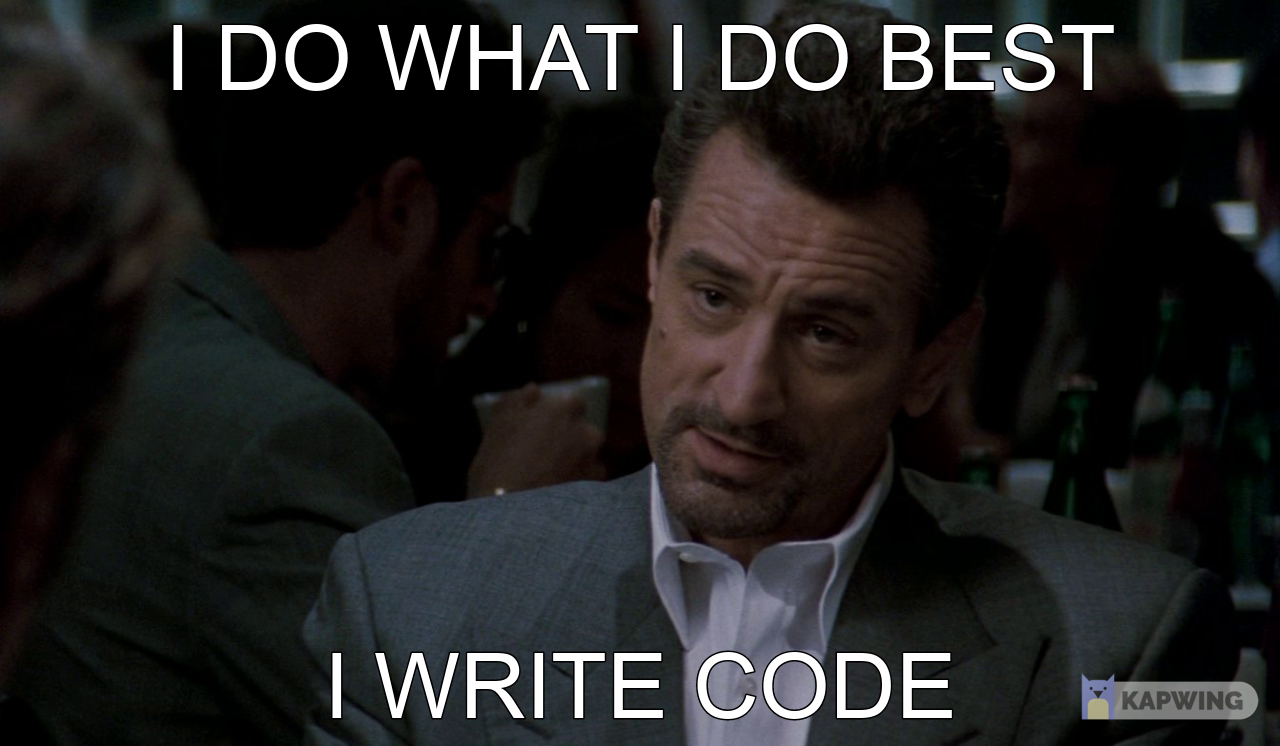 I DO WHAT I DO BEST
I WRITE CODE
KAPWING